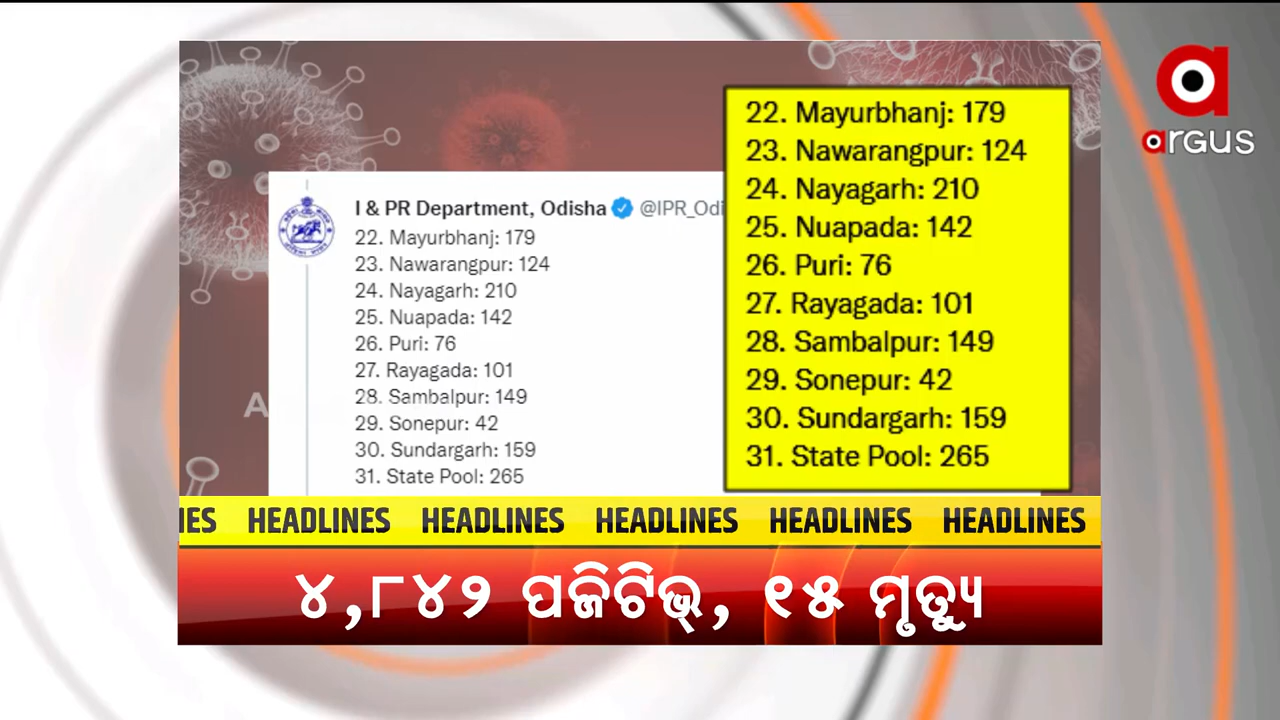 I & PR Department, Odisha @IPR_Odi
22. Mayurbhanj: 179
23. Nawarangpur: 124
24. Nayagarh: 210
25. Nuapada: 142
26. Puri: 76
27. Rayagada: 101
28. Sambalpur: 149
29. Sonepur: 42
30. Sundargarh: 159
31. State Pool: 265
22. Mayurbhanj: 179
23. Nawarangpur: 124
24. Nayagarh: 210
25. Nuapada: 142
26. Puri: 76
27. Rayagada: 101
28. Sambalpur: 149
29. Sonepur: 42
30. Sundargarh: 159
31. State Pool: 265
argus
HEADLINES HEADLINES HEADLINES HEADLINES HEADLINES
୪,୮୪୨ ପଜିଟିଭ୍, ୧୫ ମୃତ୍ୟୁ